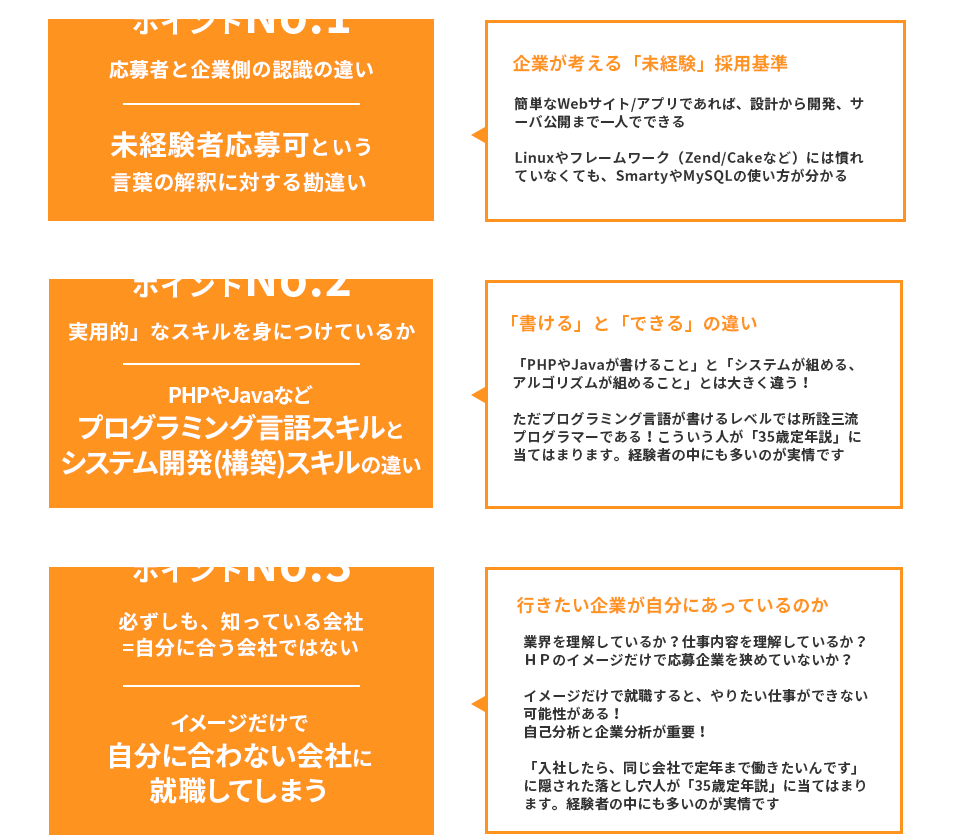 ポイントNo.1
応募者と企業側の認識の違い
未経験者応募可という
言葉の解釈に対する勘違い
企業が考える「未経験」採用基準
簡単なWebサイト/アプリであれば、設計から開発、サ
ーバ公開まで一人でできる
Linuxやフレームワーク（Zend/Cakeなど）には慣れ
ていなくても、SmartyやMySQLの使い方が分かる
ポイントNo.2
実用的」なスキルを身につけているか
PHPやJavaなど
プログラミング言語スキルと
システム開発(構築)スキルの違い
「書ける」と「できる」の違い
「PHPやJavaが書けること」と「システムが組める、
アルゴリズムが組めること」とは大きく違う！
ただプログラミング言語が書けるレベルでは所詮三流
プログラマーである！こういう人が「35歳定年説」に
当てはまります。経験者の中にも多いのが実情です
ポイントNo.3
必ずしも、知っている会社
=自分に合う会社ではない
イメージだけで
自分に合わない会社に
就職してしまう
行きたい企業が自分にあっているのか
業界を理解しているか？仕事内容を理解しているか？
ＨＰのイメージだけで応募企業を狭めていないか？
イメージだけで就職すると、やりたい仕事ができない
可能性がある！
自己分析と企業分析が重要！
「入社したら、同じ会社で定年まで働きたいんです」
に隠された落とし穴人が「35歳定年説」に当てはまり
ます。経験者の中にも多いのが実情です